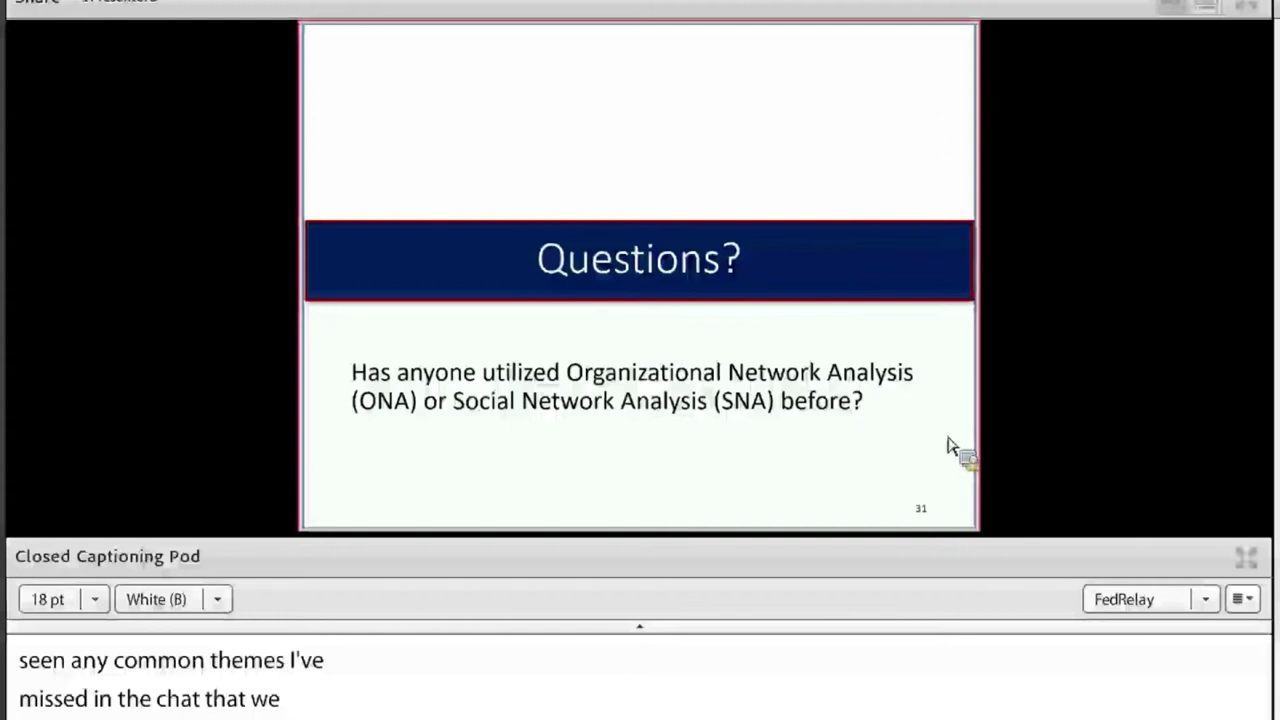 Questions?
Has anyone utilized Organizational Network Analysis
(ONA) or Social Network Analysis (SNA) before?
31
Closed Captioning Pod
18 pt
White (B)
FedRelay
seen any common themes I've
missed in the chat that we